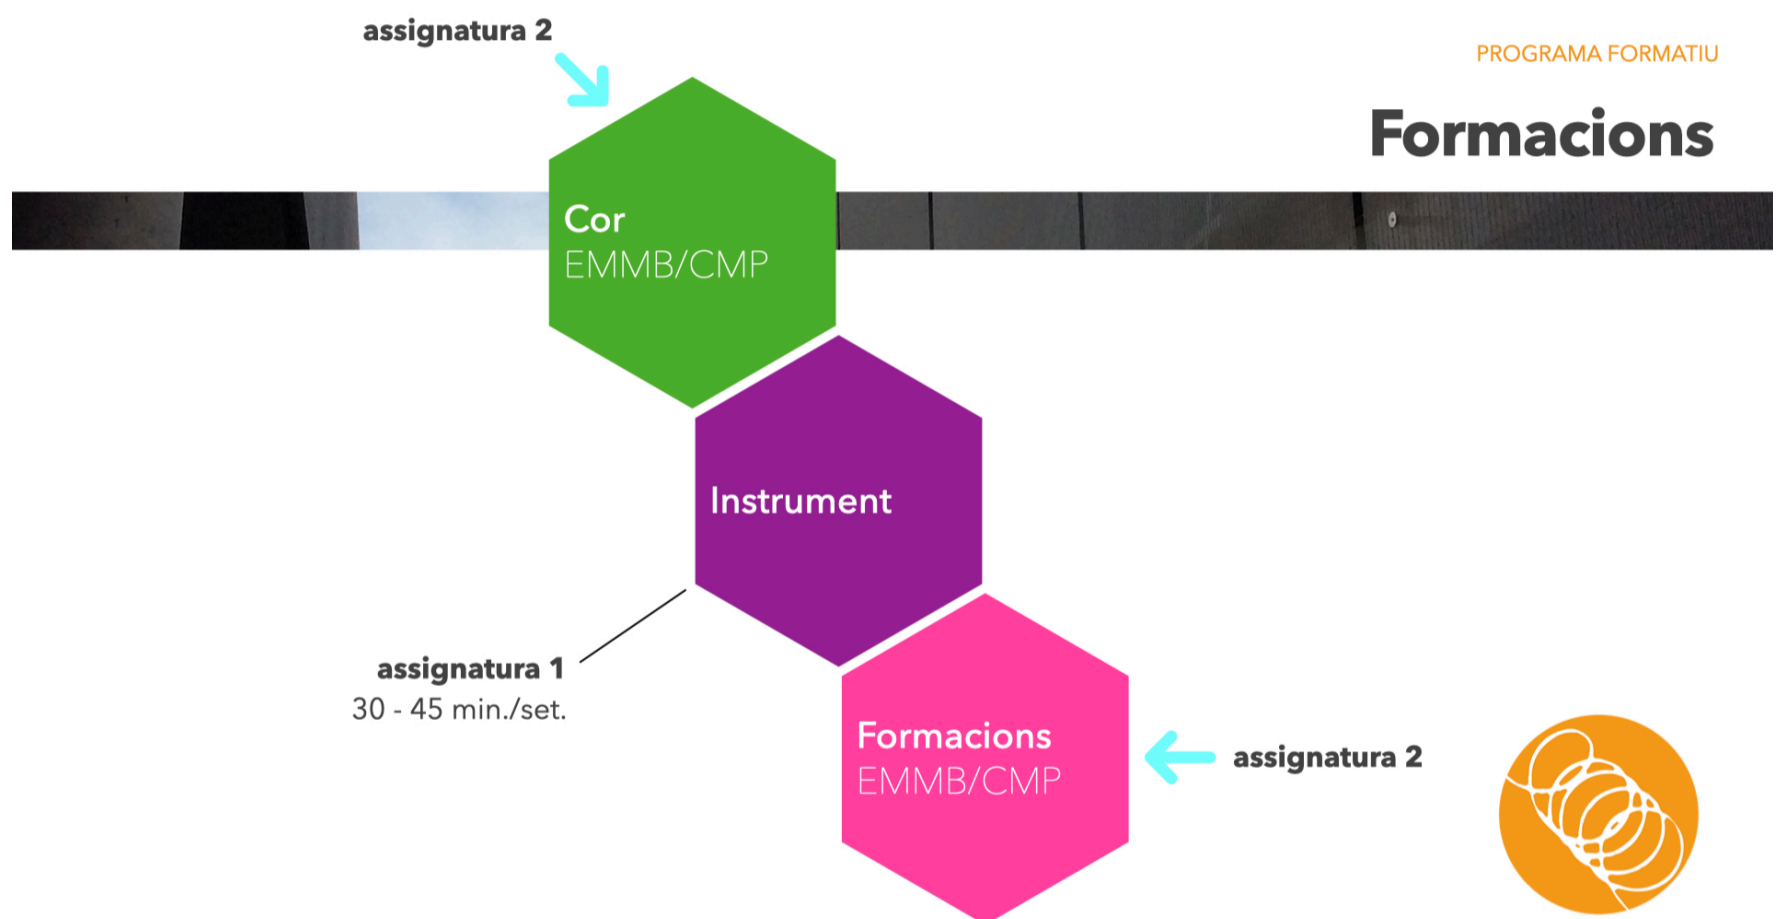 assignatura 2
PROGRAMA FORMATIU
Formacions
Cor
EMMB/CMP
Instrument
assignatura 1
30 - 45 min./set.
Formacions
EMMB/CMP
assignatura 2